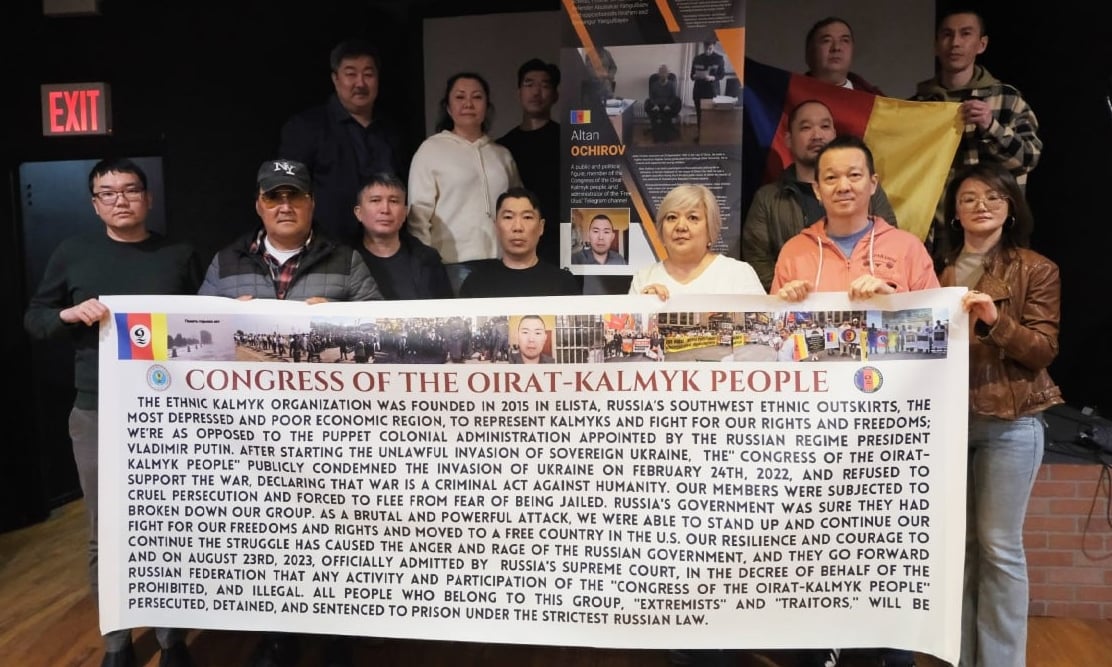 Defender Abubakar Yangulbaev
and oppositionists Ibrahim and
EXIT
NY
Altan
OCHIROV
A public and political
figure, member of the
Congress of the Oirat
Kalmyk people and
administrator of the "Free
Telegram channel
CONGRESS OF THE OIRAT-KALMYK PEOPLE
THE ETHNIC KALMYK ORGANIZATION WAS FOUNDED IN 2015 IN ELISTA, RUSSIA'S SOUTHWEST ETHNIC OUTSKIRTS, THE
MOST DEPRESSED AND POOR ECONOMIC REGION, TO REPRESENT KALMYKS AND FIGHT FOR OUR RIGHTS AND FREEDOMS;
WE'RE AS OPPOSED TO THE PUPPET COLONIAL ADMINISTRATION APPOINTED BY THE RUSSIAN REGIME PRESIDENT
VLADIMIR PUTIN. AFTER STARTING THE UNLAWFUL INVASION OF SOVEREIGN UKRAINE, THE" CONGRESS OF THE OIRAT-
KALMYK PEOPLE" PUBLICLY CONDEMNED THE INVASION OF UKRAINE ON FEBRUARY 24TH, 2022, AND REFUSED TO
SUPPORT THE WAR, DECLARING THAT WAR IS A CRIMINAL ACT AGAINST HUMANITY. OUR MEMBERS WERE SUBJECTED TO
CRUEL PERSECUTION AND FORCED TO FLEE FROM FEAR OF BEING JAILED. RUSSIA'S GOVERNMENT WAS SURE THEY HAD
BROKEN DOWN OUR GROUP. AS A BRUTAL AND POWERFUL ATTACK, WE WERE ABLE TO STAND UP AND CONTINUE OUR
FIGHT FOR OUR FREEDOMS AND RIGHTS AND MOVED TO A FREE COUNTRY IN THE U.S. OUR RESILIENCE AND COURAGE TO
CONTINUE THE STRUGGLE HAS CAUSED THE ANGER AND RAGE OF THE RUSSIAN GOVERNMENT, AND THEY GO FORWARD
AND ON AUGUST 23RD, 2023, OFFICIALLY ADMITTED BY RUSSIA'S SUPREME COURT, IN THE DECREE OF BEHALF OF THE
RUSSIAN FEDERATION THAT ANY ACTIVITY AND PARTICIPATION OF THE "CONGRESS OF THE OIRAT-KALMYK PEOPLE"
PROHIBITED, AND ILLEGAL. ALL PEOPLE WHO BELONG TO THIS GROUP, "EXTREMISTS" AND "TRAITORS," WILL BE
PERSECUTED, DETAINED, AND SENTENCED TO PRISON UNDER THE STRICTEST RUSSIAN LAW.